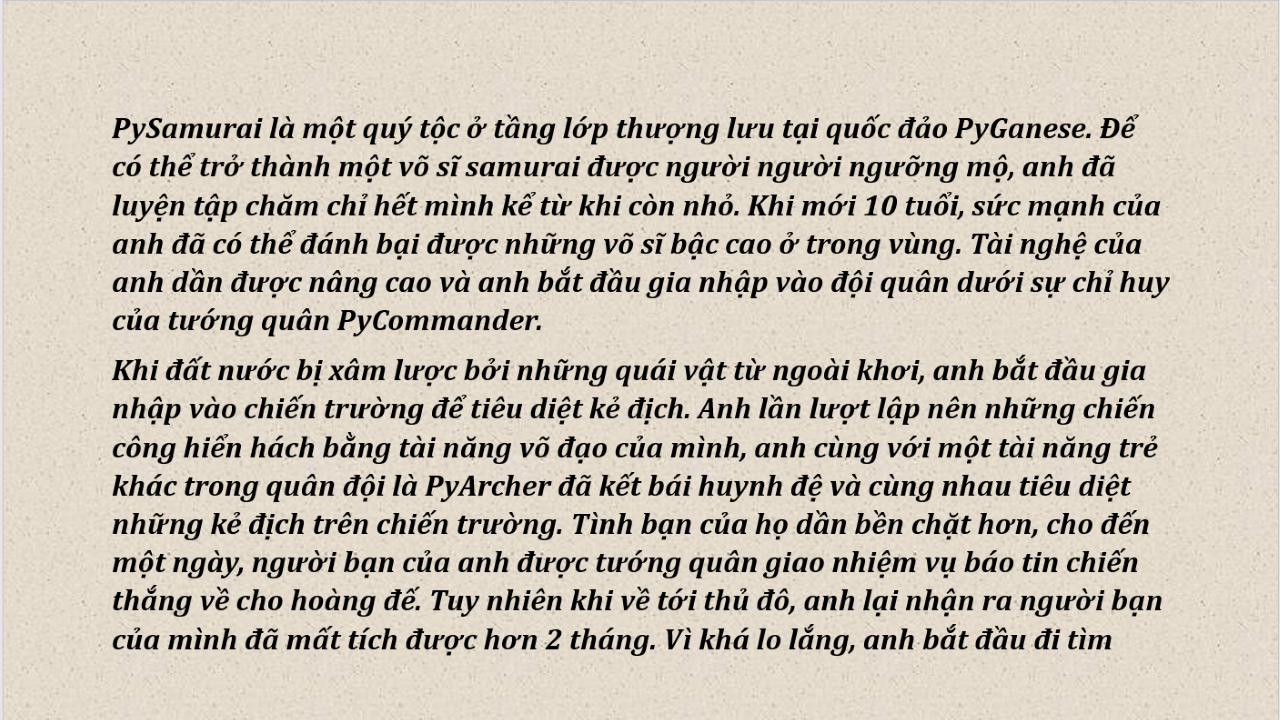 PySamurai là một quý tộc ở tầng lớp thượng lưu tại quốc đảo PyGanese. Để
có thể trở thành một võ sĩ samurai được người người ngưỡng mộ, anh đã
luyện tập chăm chỉ hết mình kể từ khi còn nhỏ. Khi mới 10 tuổi, sức mạnh của
anh đã có thể đánh bại được những võ sĩ bậc cao ở trong vùng. Tài nghệ của
anh dần được nâng cao và anh bắt đầu gia nhập vào đội quân dưới sự chỉ huy
của tướng quân PyCommander.
Khi đất nước bị xâm lược bởi những quái vật từ ngoài khơi, anh bắt đầu gia
nhập vào chiến trường để tiêu diệt kẻ địch. Anh lần lượt lập nên những chiến
công hiển hách bằng tài năng võ đạo của mình, anh cùng với một tài năng trẻ
khác trong quân đội là PyArcher đã kết bái huynh đệ và cùng nhau tiêu diệt
những kẻ địch trên chiến trường. Tình bạn của họ dần bền chặt hơn, cho đến
một ngày, người bạn của anh được tướng quân giao nhiệm vụ báo tin chiến
thắng về cho hoàng đế. Tuy nhiên khi về tới thủ đô, anh lại nhận ra người bạn
của mình đã mất tích được hơn 2 tháng. Vì khá lo lắng, anh bắt đầu đi tìm